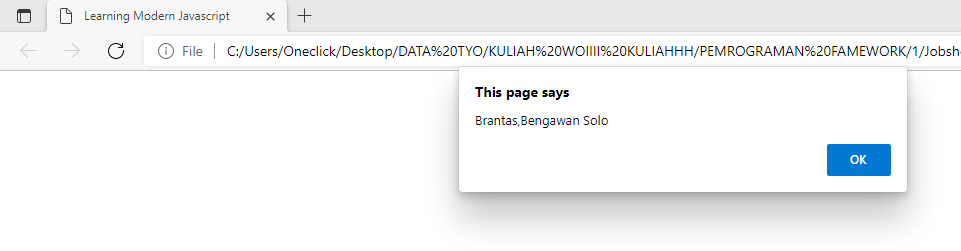 Learning Modern Javascript
File
C:/Users/Oneclick/Desktop/DATA%20TYO/KULIAH%20WOIIII%20KULIAHHH/PEMROGRAMAN%20FAMEWORK/1/Jobshe
This page says
Brantas,Bengawan Solo
OK